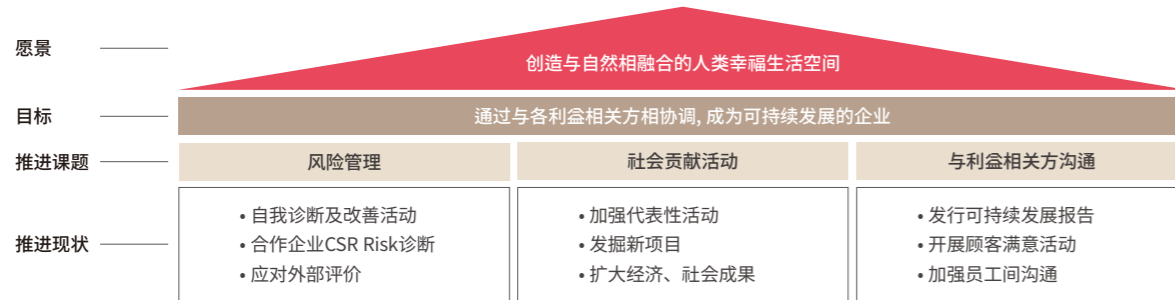 愿景
创造与自然相融合的人类幸福生活空间
目标
通过与各利益相关方相协调, 成为可持续发展的企业
推进课题
风险管理
社会贡献活动
与利益相关方沟通
推进现状
• 自我诊断及改善活动
• 合作企业CSR Risk诊断
• 应对外部评价
• 加强代表性活动
• 发掘新项目
• 扩大经济、社会成果
• 发行可持续发展报告
• 开展顾客满意活动
• 加强员工间沟通